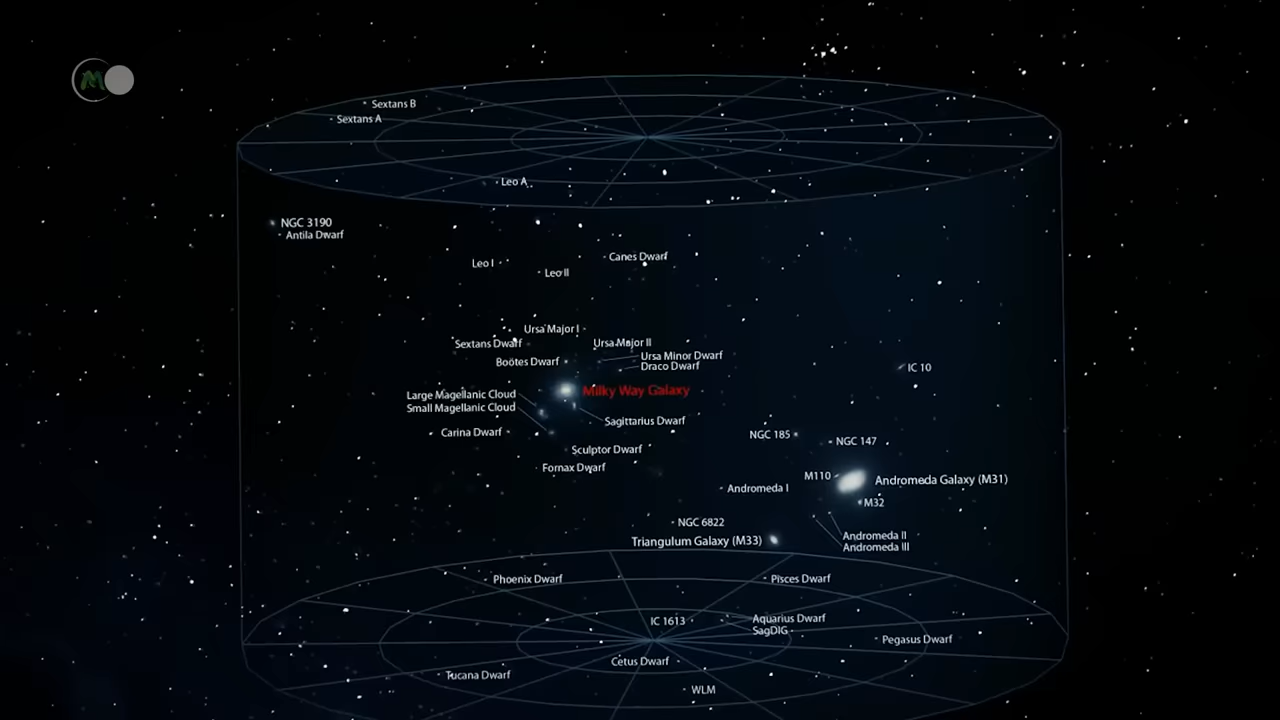 M
Sextans B
Sextans A
Leo A
NGC 3190
Antila Dwarf
Leo I
Leo II
Canes Dwarf
Ursa Major I
Sextans Dwarf
Ursa Major II
Boötes Dwarf
Ursa Minor Dwarf
Draco Dwarf
IC 10
Milky Way Galaxy
Large Magellanic Cloud
Small Magellanic Cloud
Sagittarius Dwarf
Carina Dwarf
NGC 185
NGC 147
Sculptor Dwarf
Fornax Dwarf
M110
Andromeda Galaxy (M31)
Andromeda I
M32
NGC 6822
Triangulum Galaxy (M33)
Andromeda II
Andromeda III
Phoenix Dwarf
Pisces Dwarf
IC 1613
Aquarius Dwarf
SagDIG
Pegasus Dwarf
Cetus Dwarf
Tucana Dwarf
WLM